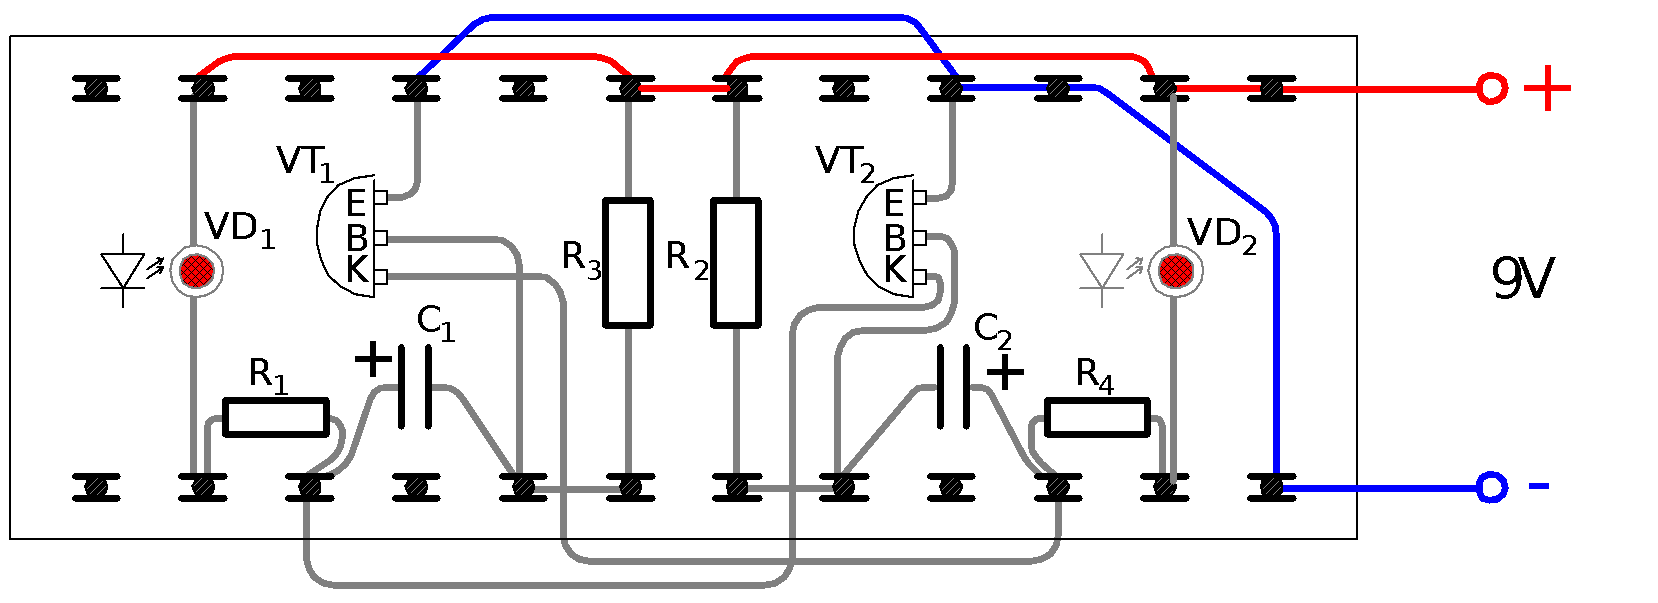 +
VT1
VT2
E
B
K
E
B
K
VD1
VD2
R3
R2
9V
C1
C2
+
+
R1
R4
-